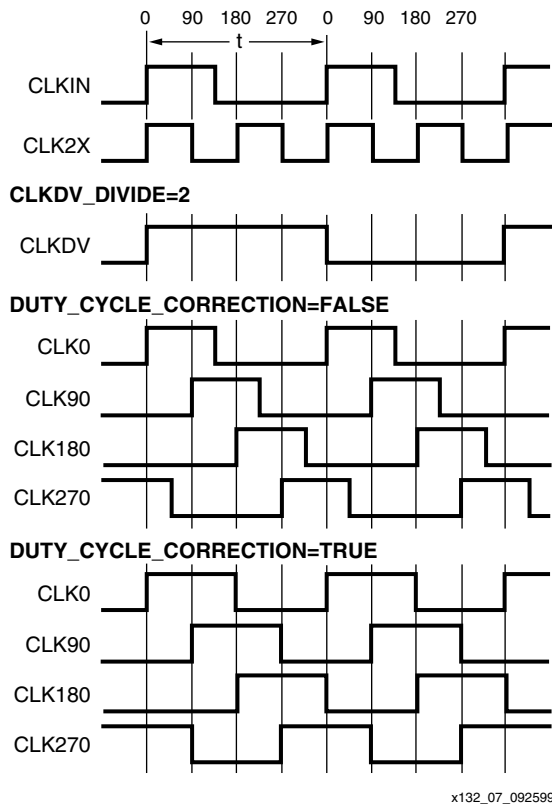 0 90 180 270 0 90 180 270
t
CLKIN
CLK2X
CLKDV_DIVIDE=2
CLKDV
DUTY_CYCLE_CORRECTION=FALSE
CLK0
CLK90
CLK180
CLK270
DUTY_CYCLE_CORRECTION=TRUE
CLK0
CLK90
CLK180
CLK270
x132_07_092599